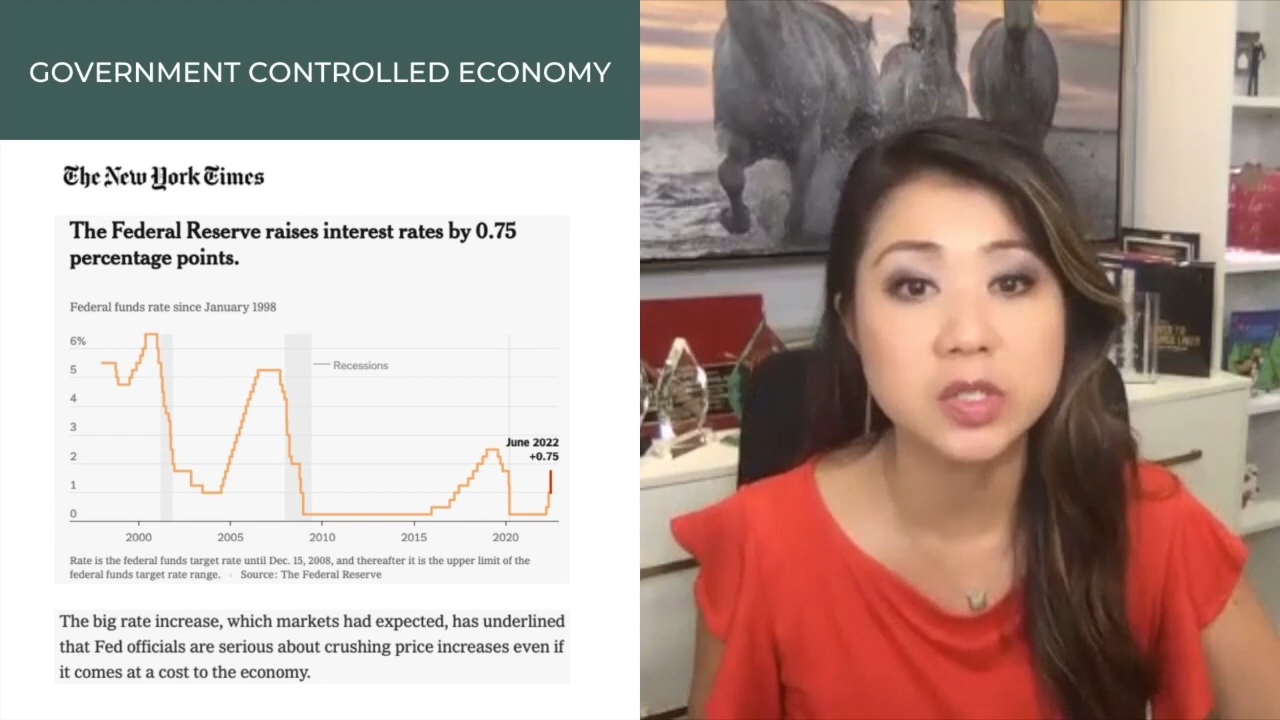 GOVERNMENT CONTROLLED ECONOMY
The New York Times
The Federal Reserve raises interest rates by 0.75
percentage points.
Federal funds rate since January 1998
6%
5
4
3
2
1
0
Recessions
June 2022
+0.75
2000
2005
2010
2015
2020
Rate is the federal funds target rate until Dec. 15, 2008, and thereafter it is the upper limit of the
federal funds target rate range. • Source: The Federal Reserve
The big rate increase, which markets had expected, has underlined
that Fed officials are serious about crushing price increases even if
it comes at a cost to the economy.